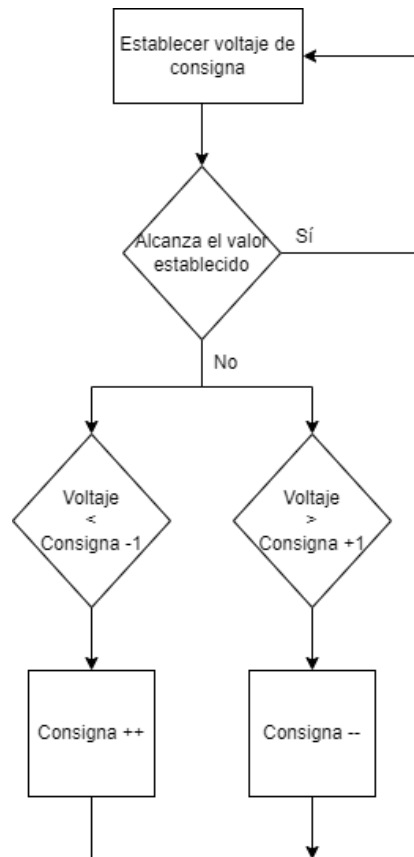 Establecer voltaje de
consigna
Alcanza el valor
establecido
Sí
No
Voltaje
<
Consigna -1
Voltaje
>
Consigna +1
Consigna ++
Consigna --